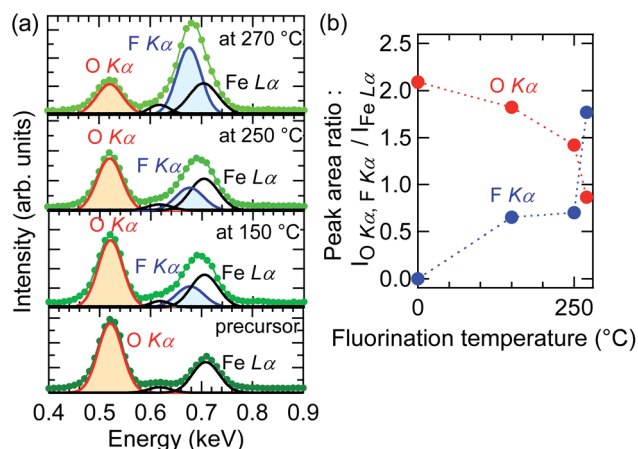 (a)
at 270 °C
F Kα
O Kα
Fe Lα
at 250 °C
O Kα
F Kα
Fe Lα
at 150 °C
O Kα
F Kα
Fe Lα
precursor
O Kα
Fe Lα
Intensity (arb. units)
0.4 0.5 0.6 0.7 0.8 0.9
Energy (keV)
(b)
2.5
2.0
1.5
1.0
0.5
0.0
O Kα
F Kα
Peak area ratio :
I O Kα, F Kα / I Fe Lα
0 250
Fluorination temperature (°C)